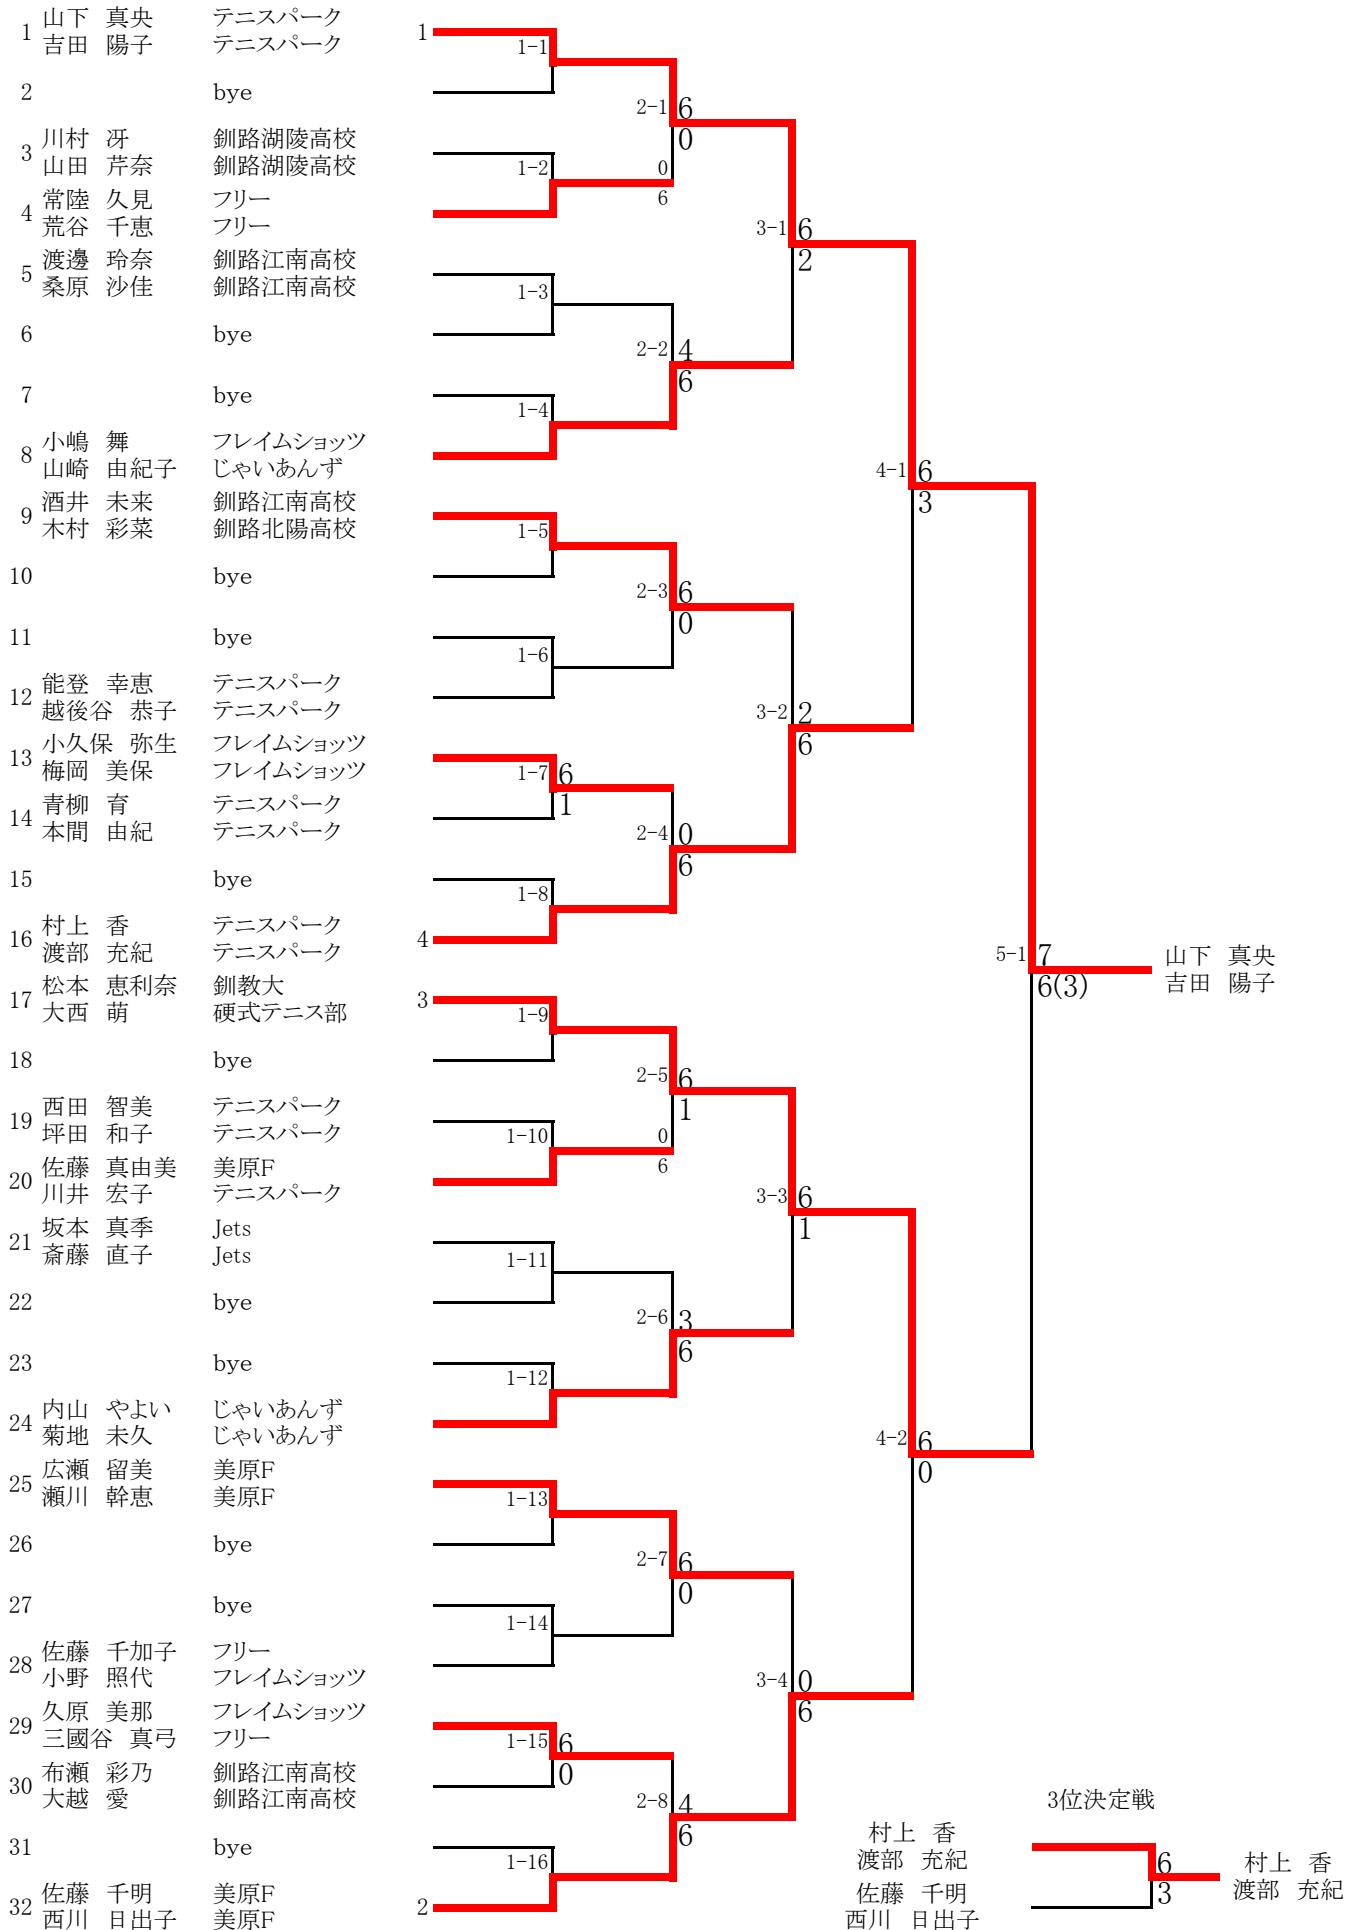 1 山下 真央 テニスパーク 1
吉田 陽子 テニスパーク
1-1
2 bye
2-1 6
0
3 川村 冴 釧路湖陵高校
山田 芹奈 釧路湖陵高校
1-2 0
6
4 常陸 久見 フリー
荒谷 千恵 フリー
3-1 6
2
5 渡邊 玲奈 釧路江南高校
桑原 沙佳 釧路江南高校
1-3
6 bye
2-2 4
6
7 bye
1-4
8 小嶋 舞 フレイムショッツ
山崎 由紀子 じゃいあんず
4-1 6
3
9 酒井 未来 釧路江南高校
木村 彩菜 釧路北陽高校
1-5
10 bye
2-3 6
0
11 bye
1-6
12 能登 幸恵 テニスパーク
越後谷 恭子 テニスパーク
3-2 2
6
13 小久保 弥生 フレイムショッツ
梅岡 美保 フレイムショッツ
1-7 6
1
14 青柳 育 テニスパーク
本間 由紀 テニスパーク
2-4 0
6
15 bye
1-8
16 村上 香 テニスパーク 4
渡部 充紀 テニスパーク
5-1 7
6(3)
山下 真央
吉田 陽子
17 松本 恵利奈 釧教大 3
大西 萌 硬式テニス部
1-9
18 bye
2-5 6
1
19 西田 智美 テニスパーク
坪田 和子 テニスパーク
1-10 0
6
20 佐藤 真由美 美原F
川井 宏子 テニスパーク
3-3 6
1
21 坂本 真季 Jets
斎藤 直子 Jets
1-11
22 bye
2-6 3
6
23 bye
1-12
24 内山 やよい じゃいあんず
菊地 未久 じゃいあんず
4-2 6
0
25 広瀬 留美 美原F
瀬川 幹恵 美原F
1-13
26 bye
2-7 6
0
27 bye
1-14
28 佐藤 千加子 フリー
小野 照代 フレイムショッツ
3-4 0
6
29 久原 美那 フレイムショッツ
三國谷 真弓 フリー
1-15 6
0
30 布瀬 彩乃 釧路江南高校
大越 愛 釧路江南高校
2-8 4
6
31 bye
1-16
32 佐藤 千明 美原F 2
西川 日出子 美原F
3位決定戦
村上 香
渡部 充紀
佐藤 千明
西川 日出子
6
3
村上 香
渡部 充紀